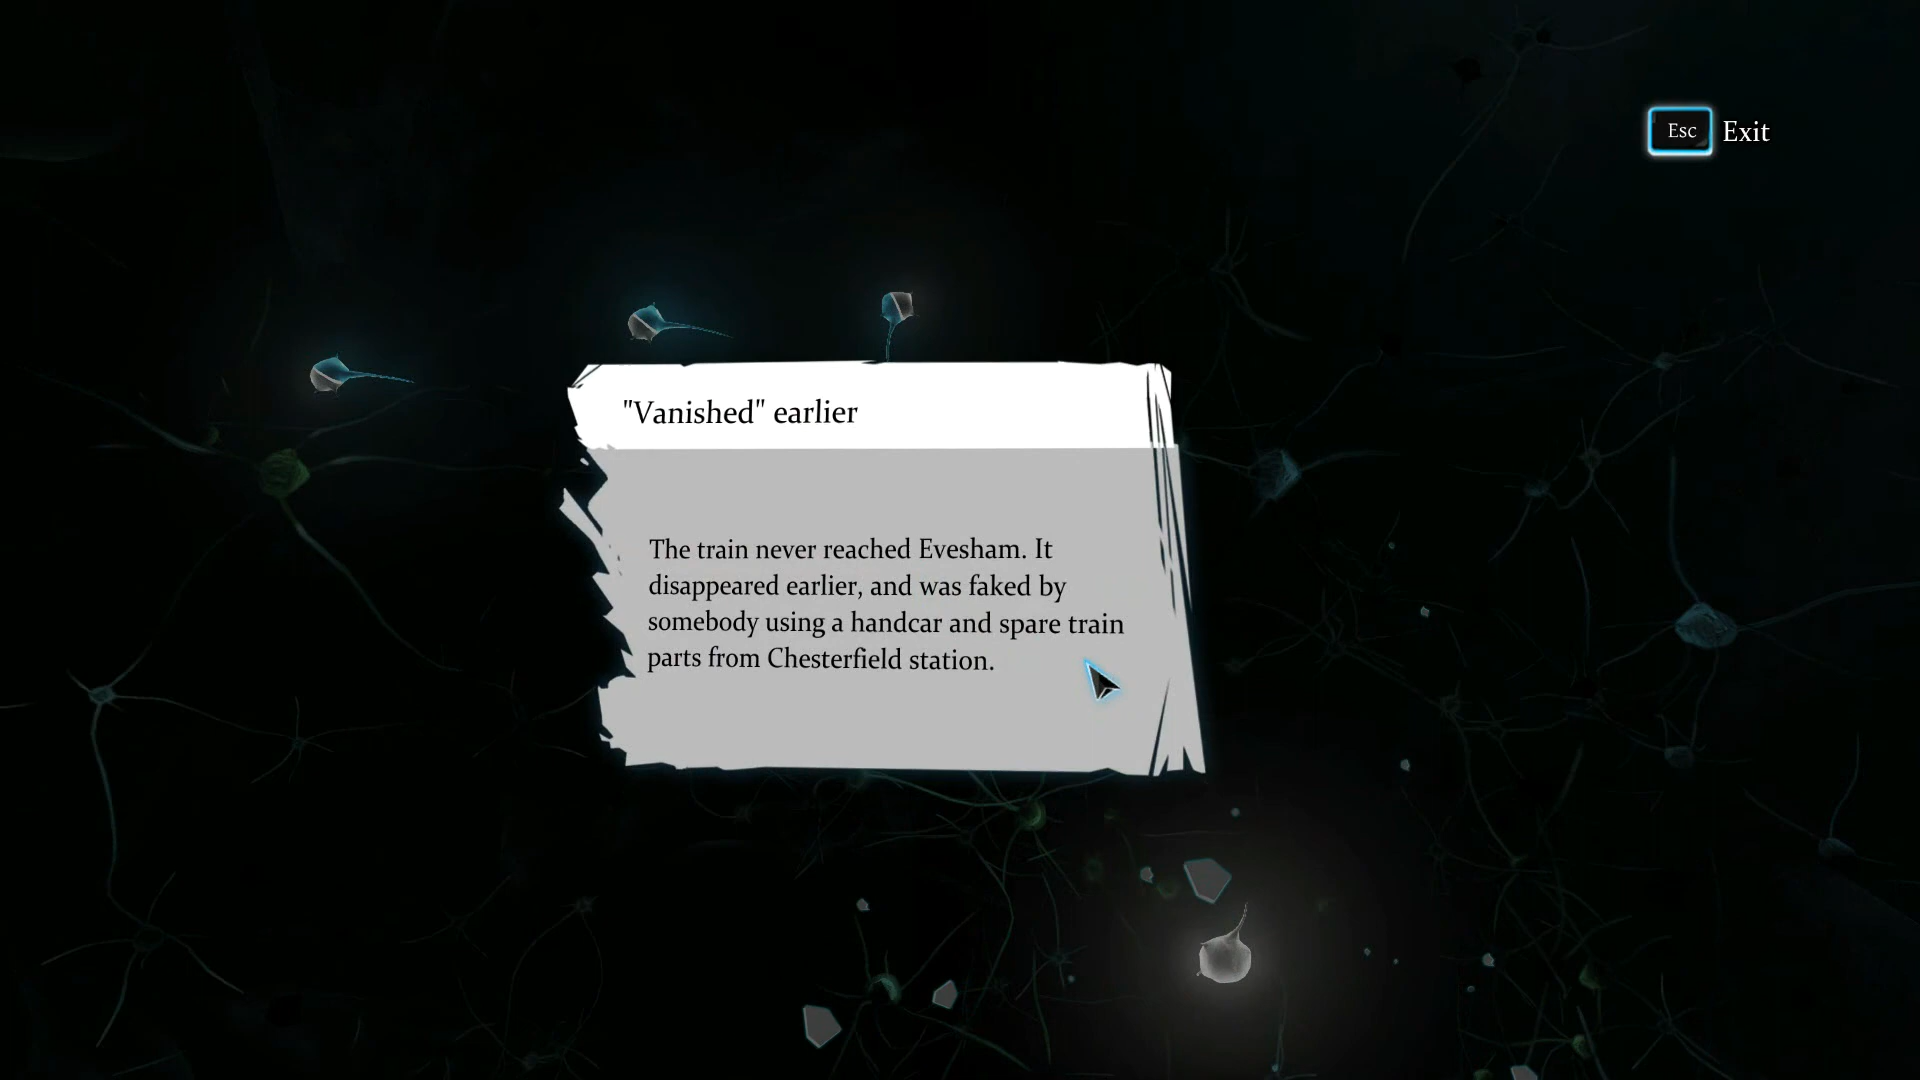 Esc Exit
"Vanished" earlier
The train never reached Evesham. It
disappeared earlier, and was faked by
somebody using a handcar and spare train
parts from Chesterfield station.